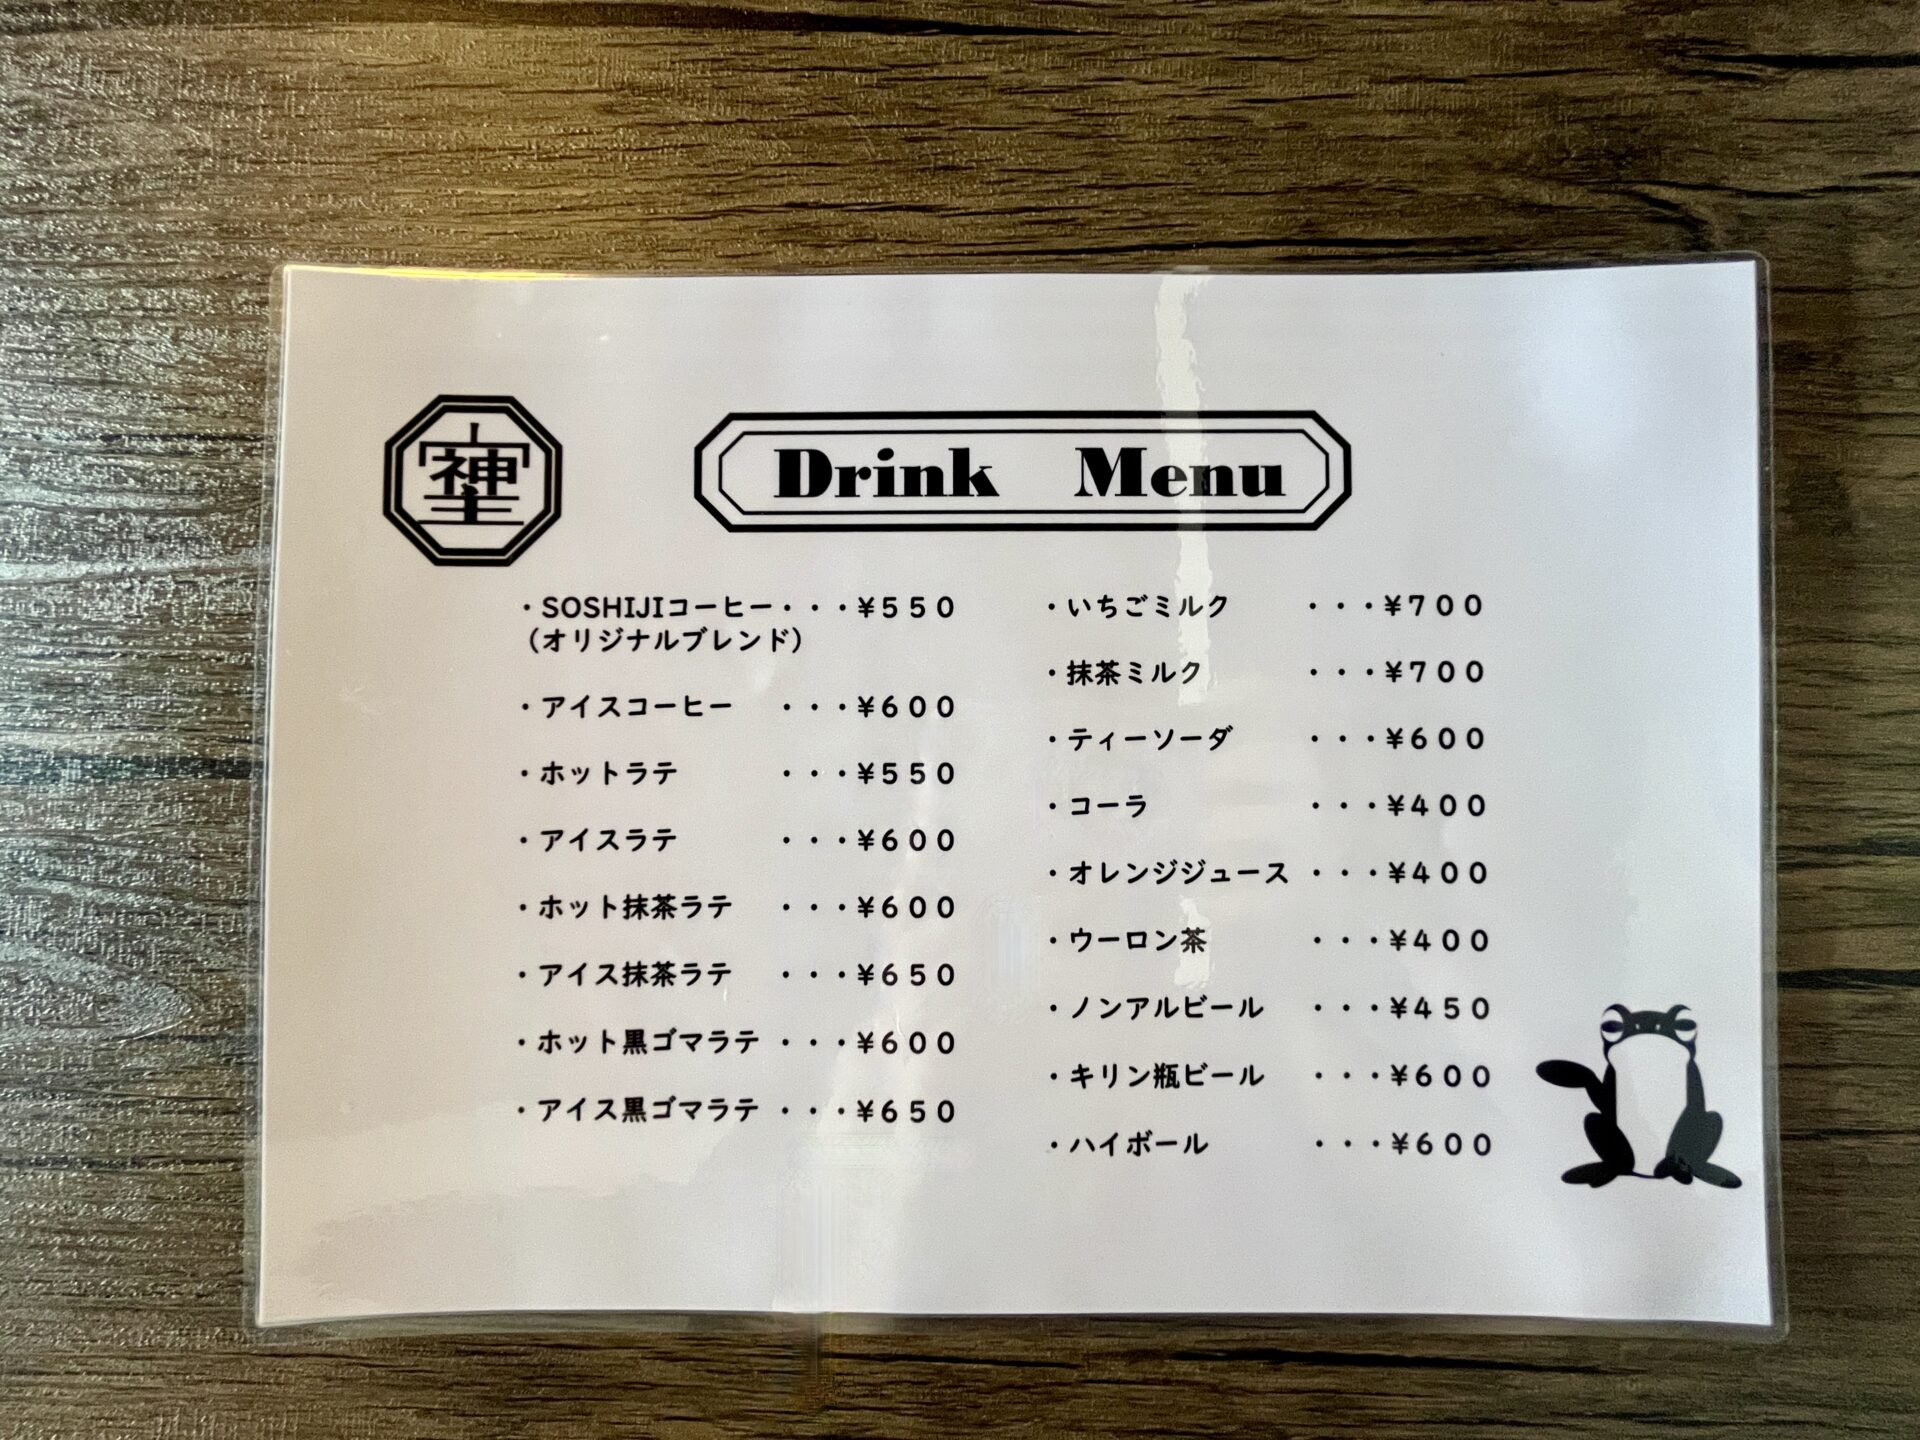 Drink Menu
・SOSHIJIコーヒー・・・¥550
（オリジナルブレンド）
・アイスコーヒー ・・・¥600
・ホットラテ ・・・¥550
・アイスラテ ・・・¥600
・ホット抹茶ラテ ・・・¥600
・アイス抹茶ラテ ・・・¥650
・ホット黒ゴマラテ ・・・¥600
・アイス黒ゴマラテ ・・・¥650
・いちごミルク ・・・¥700
・抹茶ミルク ・・・¥700
・ティーソーダ ・・・¥600
・コーラ ・・・¥400
・オレンジジュース ・・・¥400
・ウーロン茶 ・・・¥400
・ノンアルビール ・・・¥450
・キリン瓶ビール ・・・¥600
・ハイボール ・・・¥600